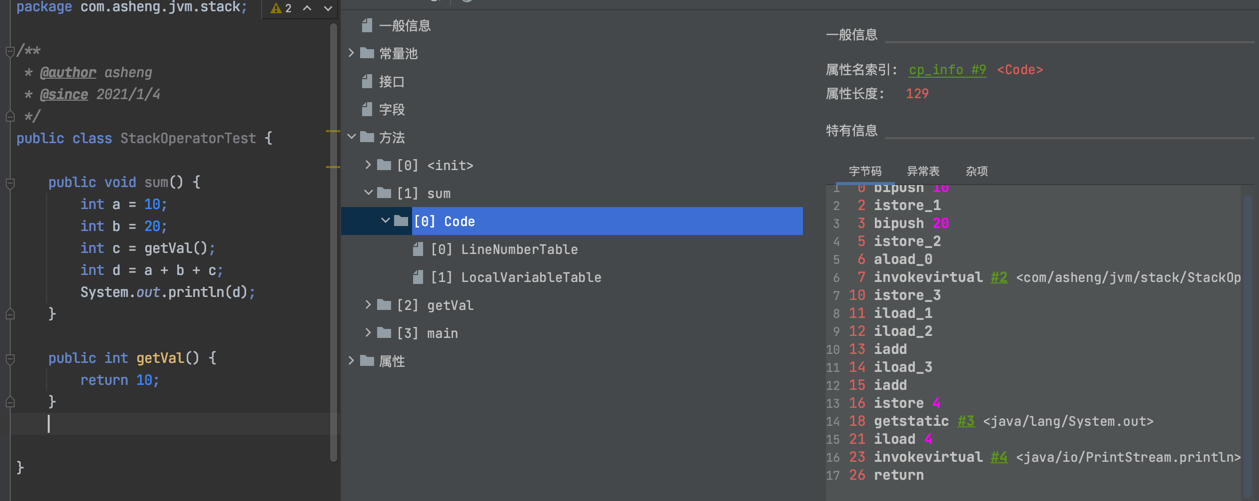 package com.asheng.jvm.stack;
2
/**
* @author asheng
* @since 2021/1/4
*/
public class StackOperatorTest {
public void sum() {
int a = 10;
int b = 20;
int c = getVal();
int d = a + b + c;
System.out.println(d);
}
public int getVal() {
return 10;
}
}
一般信息
常量池
接口
字段
方法
[0] <init>
[1] sum
[0] Code
[0] LineNumberTable
[1] LocalVariableTable
[2] getVal
[3] main
属性
一般信息
属性名索引: cp_info #9 <Code>
属性长度: 129
特有信息
字节码 异常表 杂项
1 0 bipush 10
2 2 istore_1
3 3 bipush 20
4 5 istore_2
5 6 aload_0
6 7 invokevirtual #2 <com/asheng/jvm/stack/StackOp
7 10 istore_3
8 11 iload_1
9 12 iload_2
10 13 iadd
11 14 iload_3
12 15 iadd
13 16 istore 4
14 18 getstatic #3 <java/lang/System.out>
15 21 iload 4
16 23 invokevirtual #4 <java/io/PrintStream.println>
17 26 return